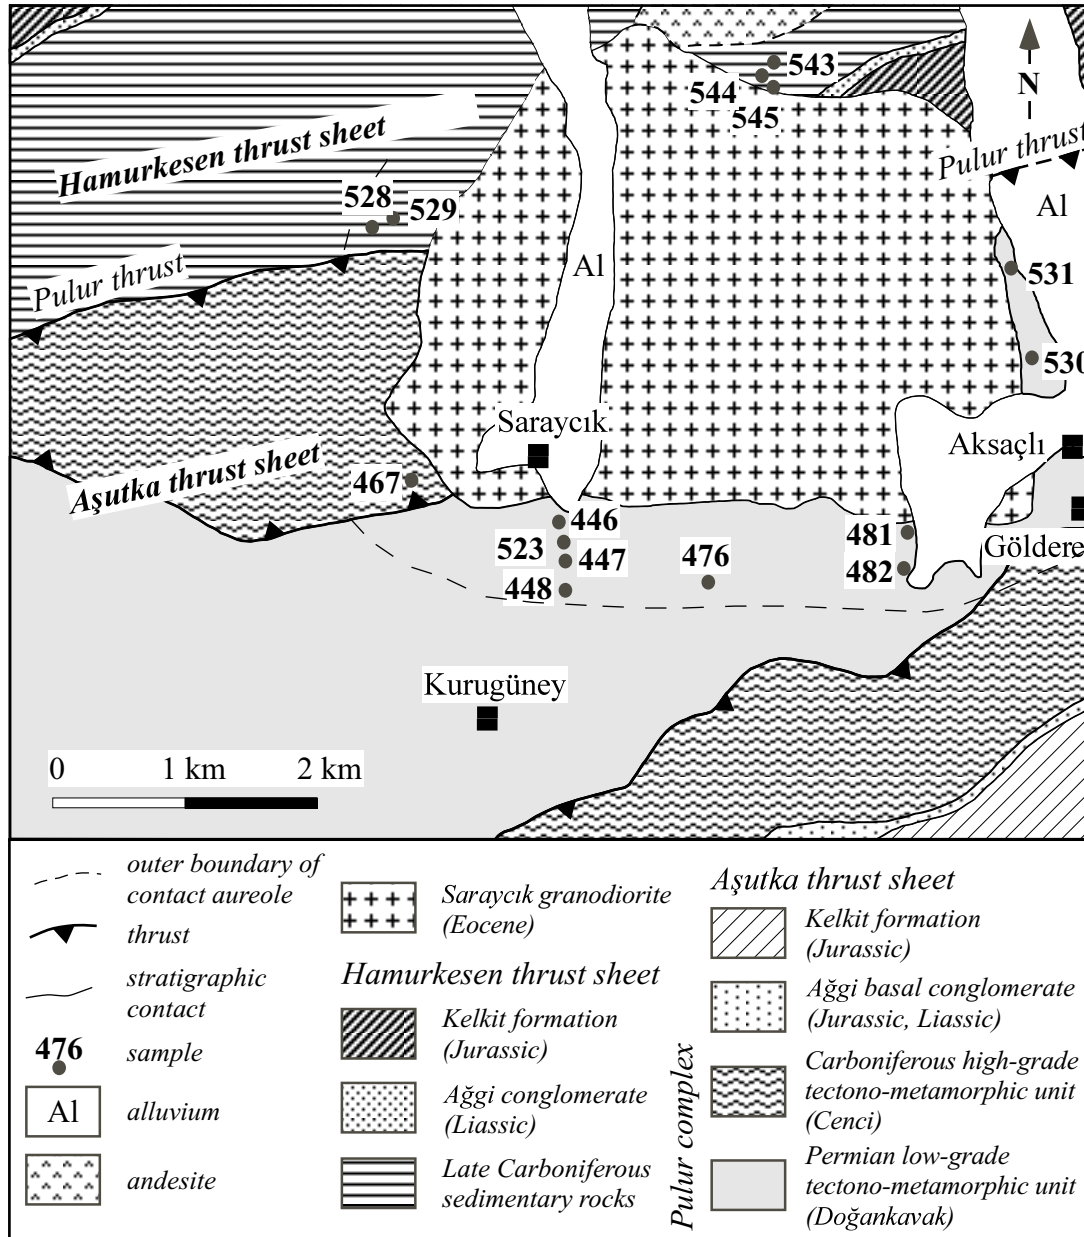 543
544
545
N
Hamurkesen thrust sheet
Pulur thrust
528
529
Al
Al
531
Pulur thrust
530
Saraycık
Aksaçlı
Aşutka thrust sheet
467
446
481
523
447
476
Göldere
448
482
Kurugüney
0 1 km 2 km
outer boundary of
contact aureole
thrust
stratigraphic
contact
476
sample
Al
alluvium
andesite
Saraycık granodiorite
(Eocene)
Hamurkesen thrust sheet
Kelkit formation
(Jurassic)
Ağgi conglomerate
(Liassic)
Late Carboniferous
sedimentary rocks
Pulur complex
Aşutka thrust sheet
Kelkit formation
(Jurassic)
Ağgi basal conglomerate
(Jurassic, Liassic)
Carboniferous high-grade
tectono-metamorphic unit
(Cenci)
Permian low-grade
tectono-metamorphic unit
(Doğankavak)